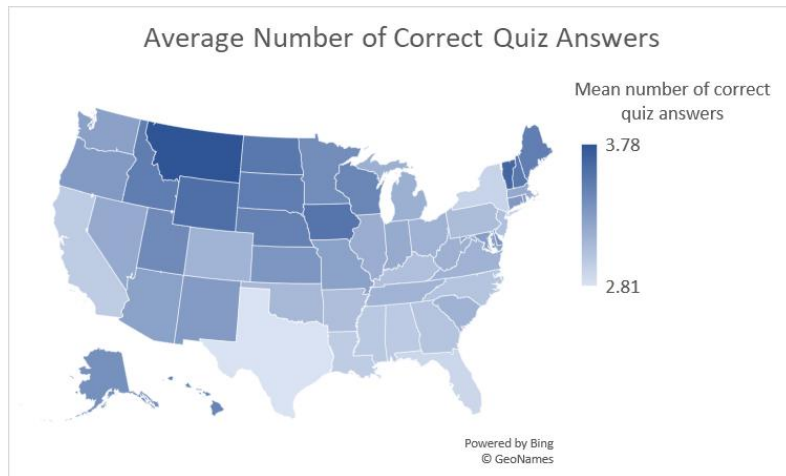 Average Number of Correct Quiz Answers
Mean number of correct
quiz answers
3.78
2.81
Powered by Bing
© GeoNames